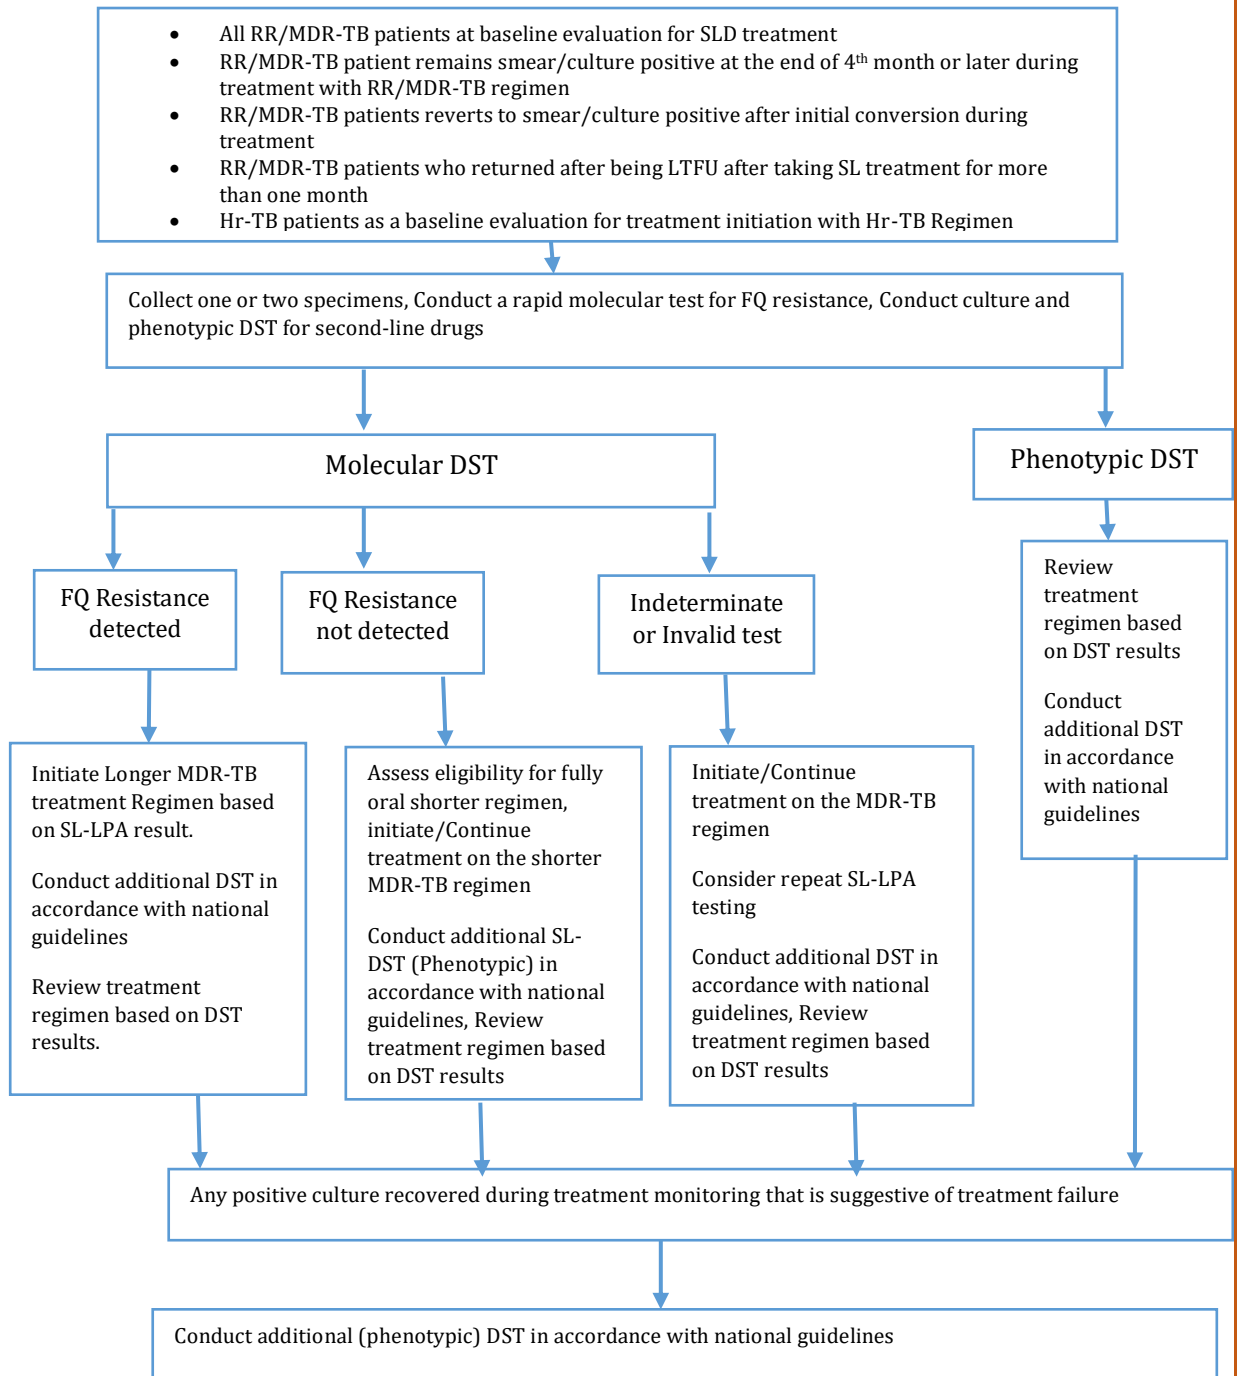 • All RR/MDR-TB patients at baseline evaluation for SLD treatment
• RR/MDR-TB patient remains smear/culture positive at the end of 4th month or later during
treatment with RR/MDR-TB regimen
• RR/MDR-TB patients reverts to smear/culture positive after initial conversion during
treatment
• RR/MDR-TB patients who returned after being LTFU after taking SL treatment for more
than one month
• Hr-TB patients as a baseline evaluation for treatment initiation with Hr-TB Regimen
Collect one or two specimens, Conduct a rapid molecular test for FQ resistance, Conduct culture and
phenotypic DST for second-line drugs
Molecular DST
Phenotypic DST
FQ Resistance
detected
FQ Resistance
not detected
Indeterminate
or Invalid test
Review
treatment
regimen based
on DST results
Conduct
additional DST
in accordance
with national
guidelines
Initiate Longer MDR-TB
treatment Regimen based
on SL-LPA result.
Conduct additional DST in
accordance with national
guidelines
Review treatment
regimen based on DST
results.
Assess eligibility for fully
oral shorter regimen,
initiate/Continue
treatment on the shorter
MDR-TB regimen
Conduct additional SL-
DST (Phenotypic) in
accordance with national
guidelines, Review
treatment regimen based
on DST results
Initiate/Continue
treatment on the MDR-TB
regimen
Consider repeat SL-LPA
testing
Conduct additional DST in
accordance with national
guidelines, Review
treatment regimen based
on DST results
Any positive culture recovered during treatment monitoring that is suggestive of treatment failure
Conduct additional (phenotypic) DST in accordance with national guidelines